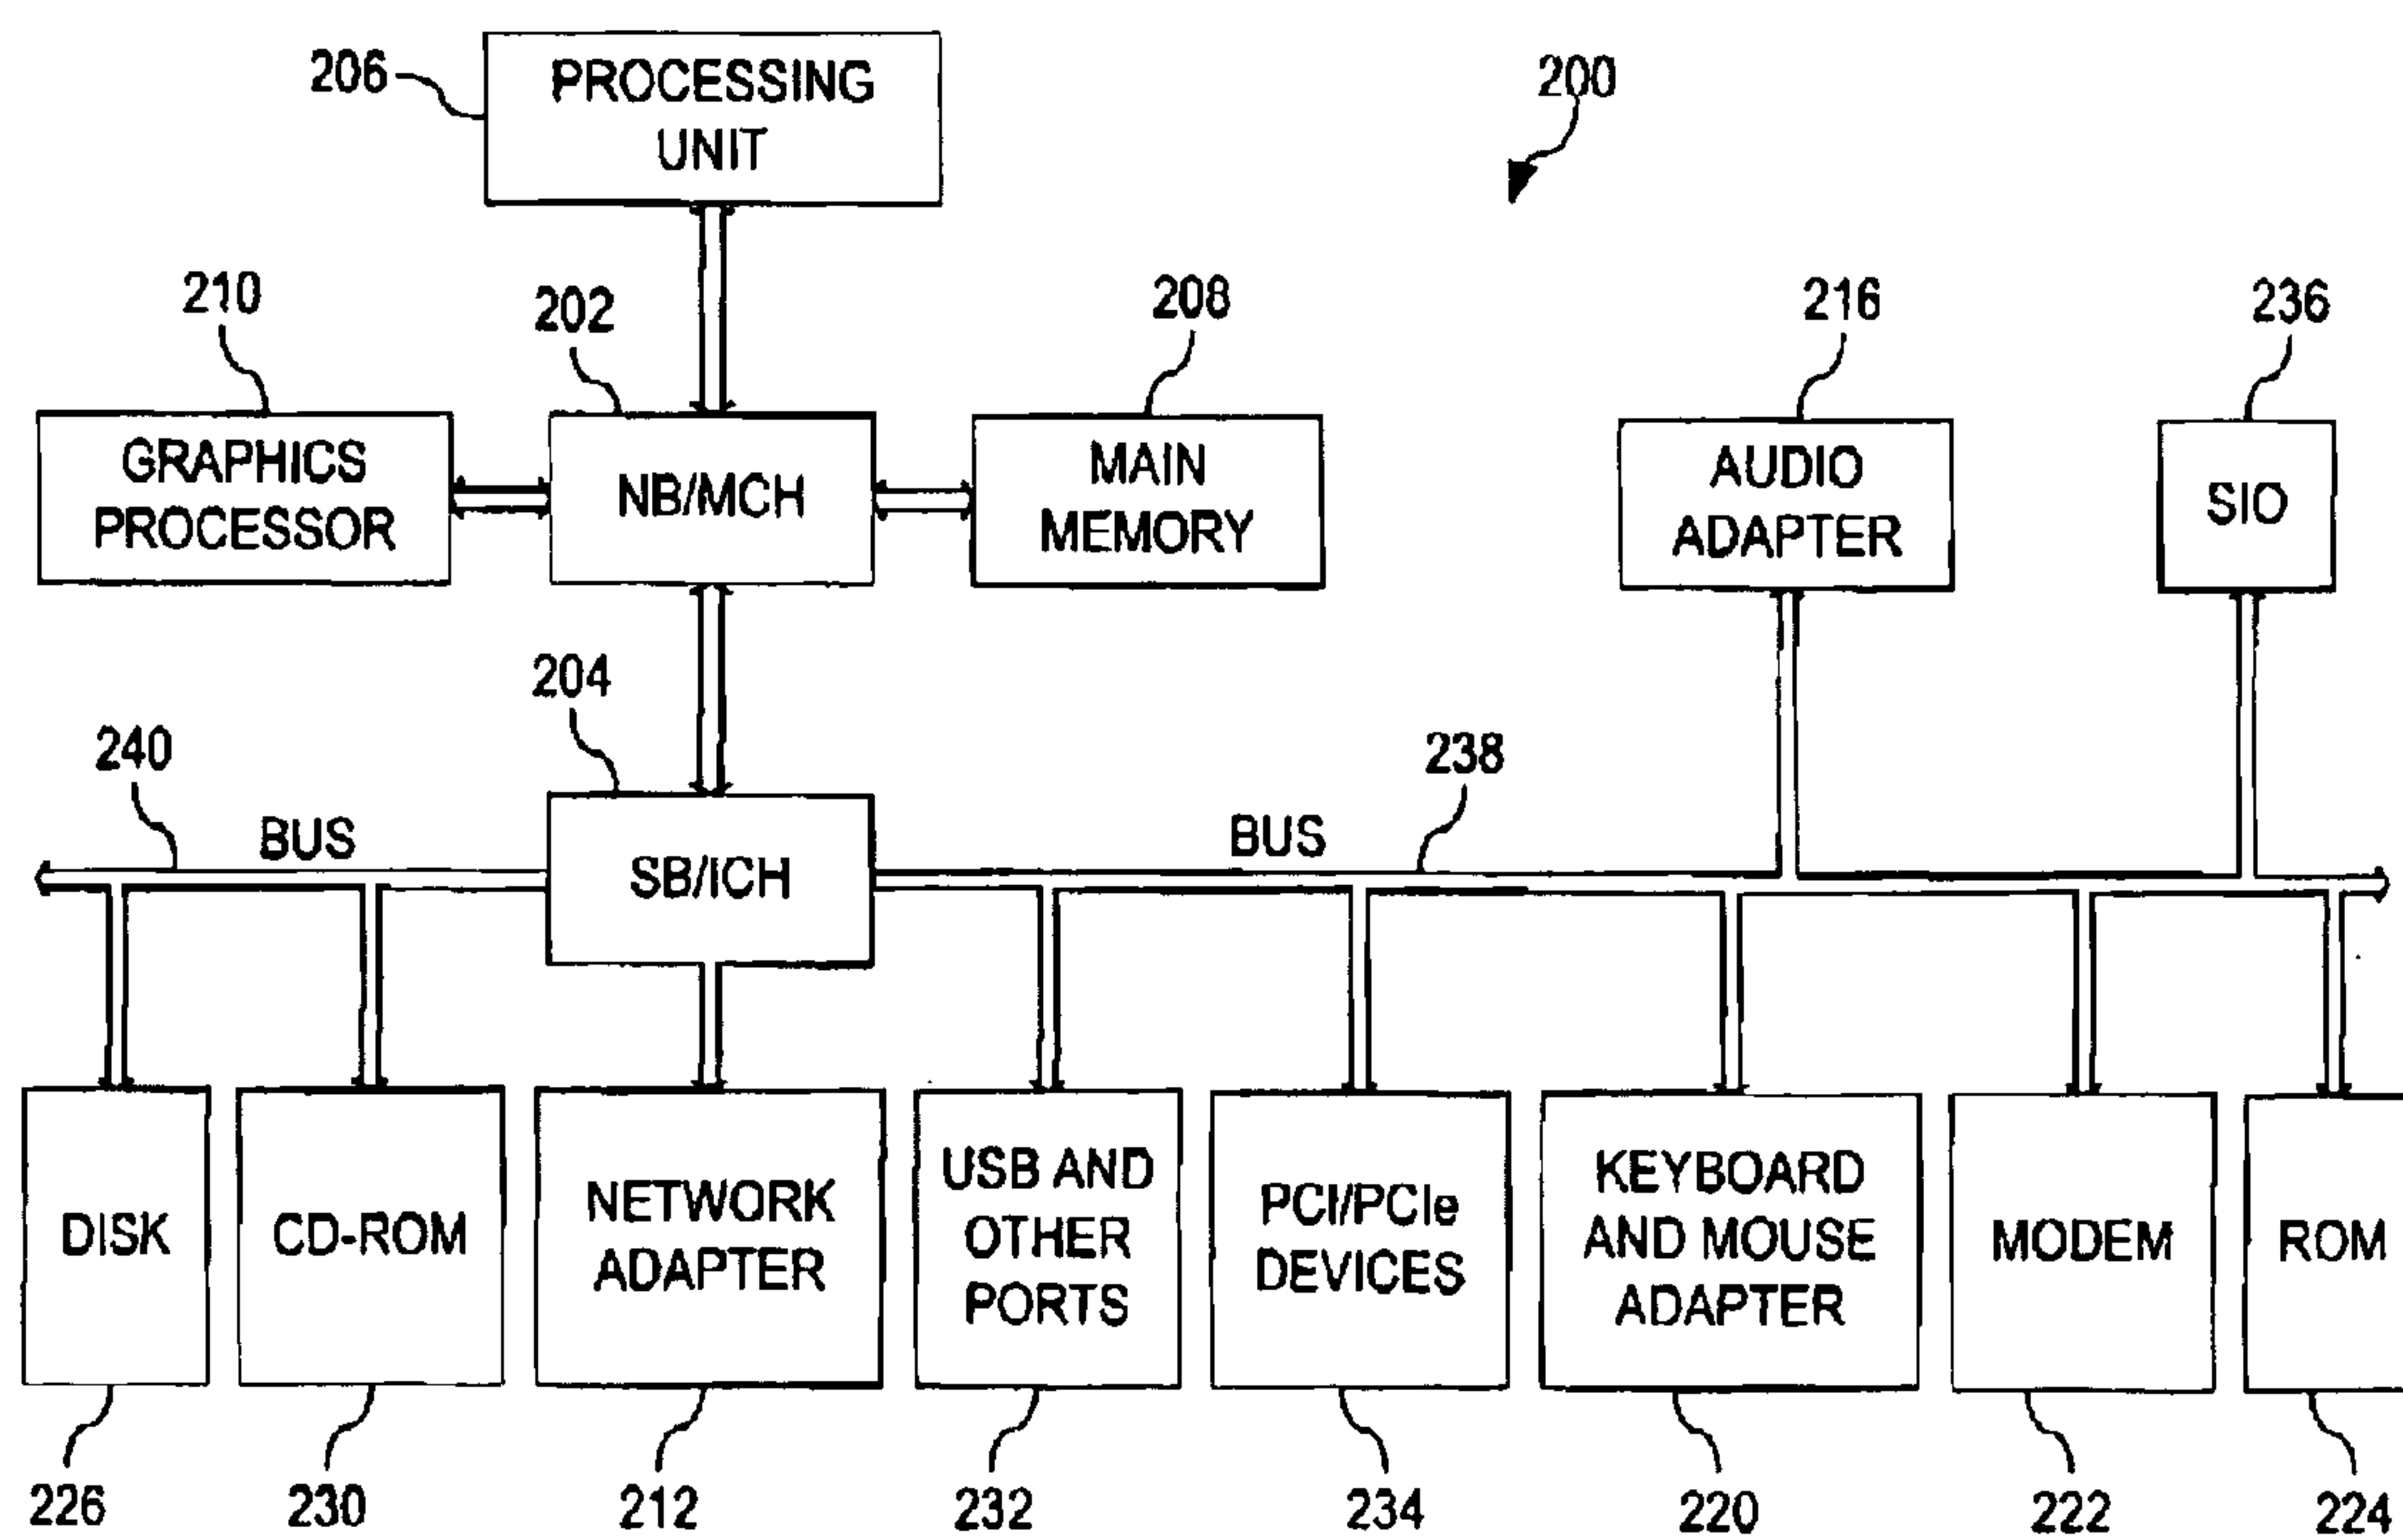 206
PROCESSING
UNIT
200
210
202
208
216
236
GRAPHICS
PROCESSOR
NB/MCH
MAIN
MEMORY
AUDIO
ADAPTER
SIO
204
240
BUS
SB/ICH
BUS
238
DISK
CD-ROM
NETWORK
ADAPTER
USB AND
OTHER
PORTS
PCI/PCIe
DEVICES
KEYBOARD
AND MOUSE
ADAPTER
MODEM
ROM
226
230
212
232
234
220
222
224